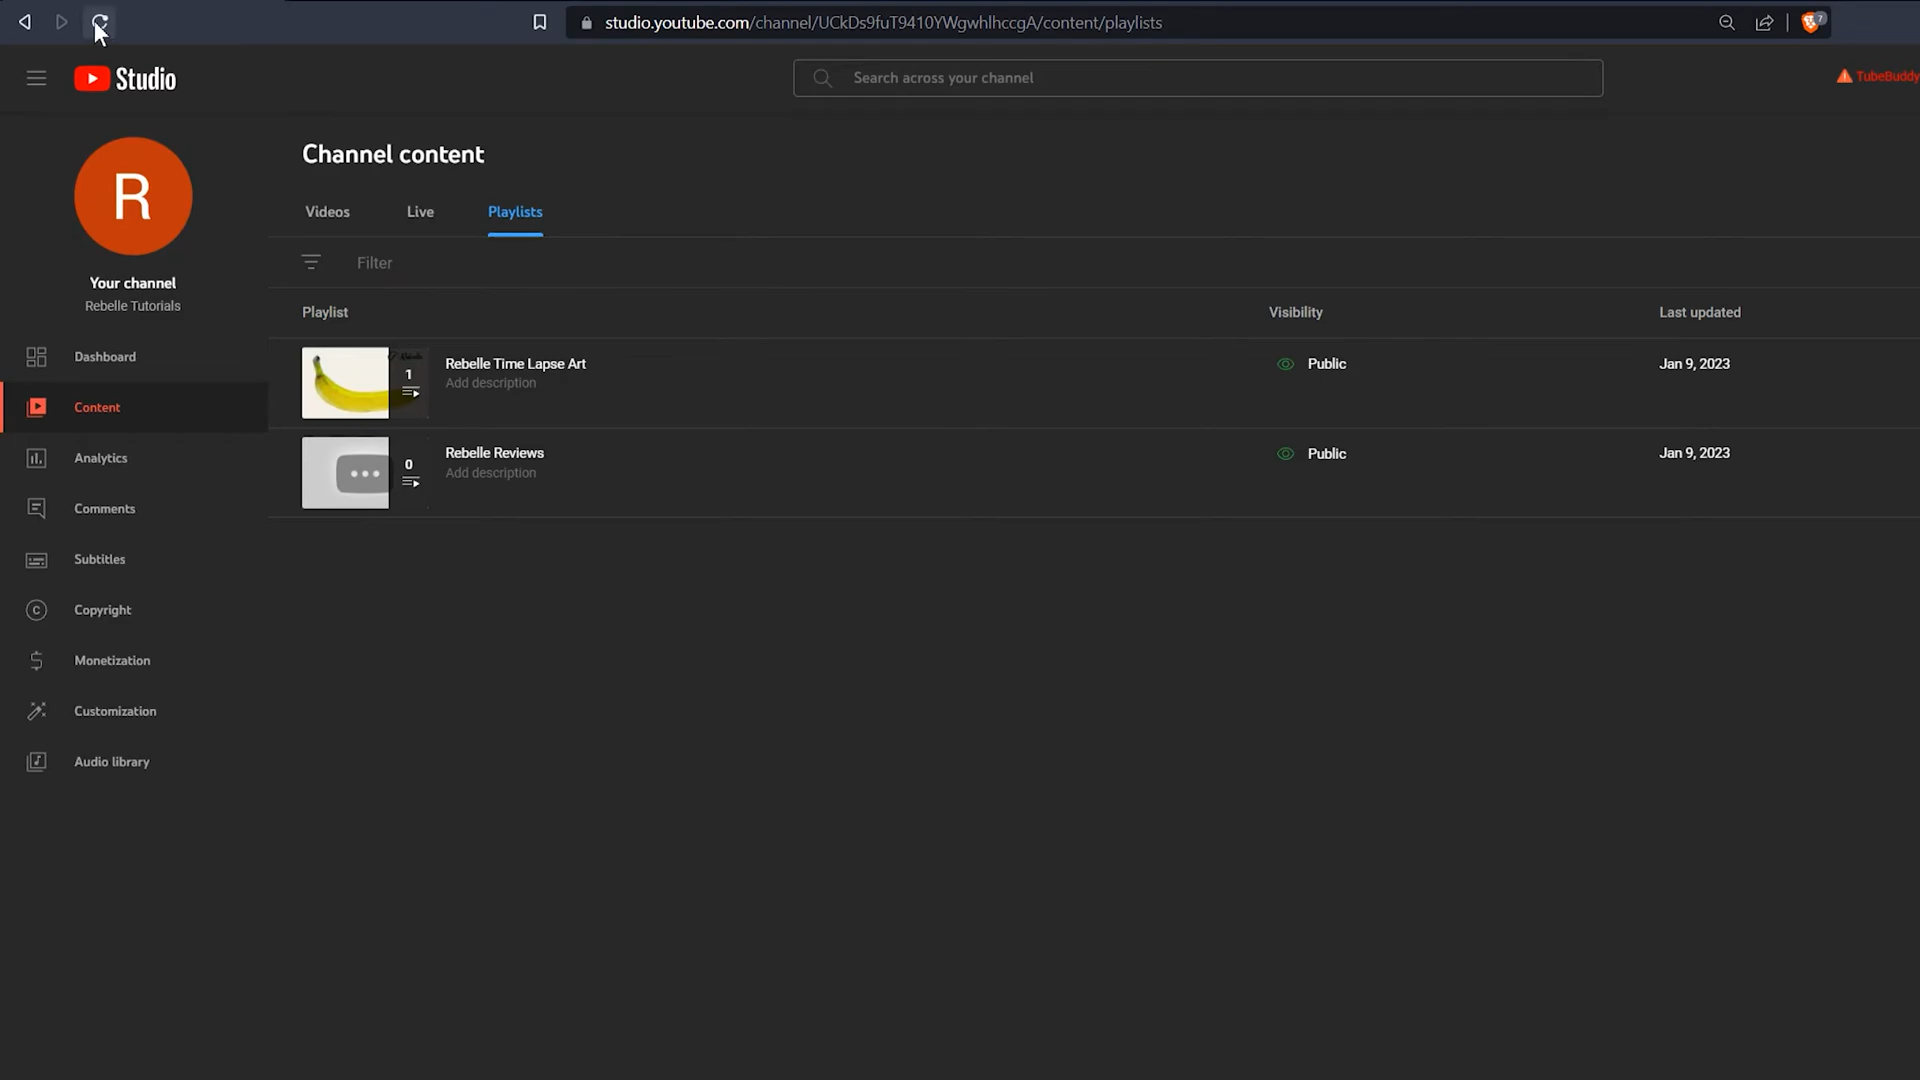 studio.youtube.com/channel/UCkDs9fuT9410YWgwhlhccgA/content/playlists
7
Studio
Search across your channel
TubeBuddy
R
Your channel
Rebelle Tutorials
Dashboard
Content
Analytics
Comments
Subtitles
Copyright
Monetization
Customization
Audio library
Channel content
Videos Live Playlists
Filter
Playlist Visibility Last updated
1
Rebelle Time Lapse Art Public Jan 9, 2023
Add description
0
Rebelle Reviews Public Jan 9, 2023
Add description